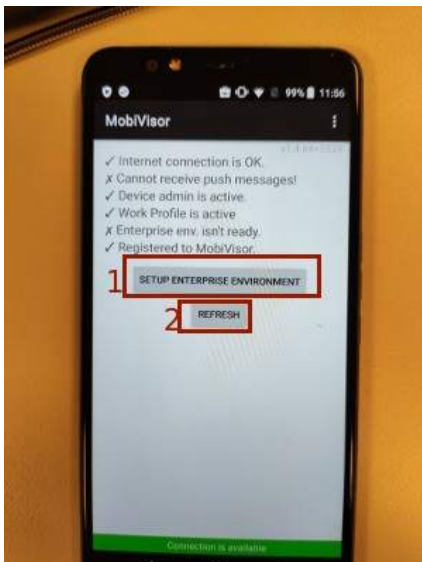 99% 11:56
MobiVisor
✓ Internet connection is OK.
✗ Cannot receive push messages!
✓ Device admin is active.
✓ Work Profile is active
✗ Enterprise env. isn't ready.
✓ Registered to MobiVisor.
1 SETUP ENTERPRISE ENVIRONMENT
2 REFRESH
Connection is available